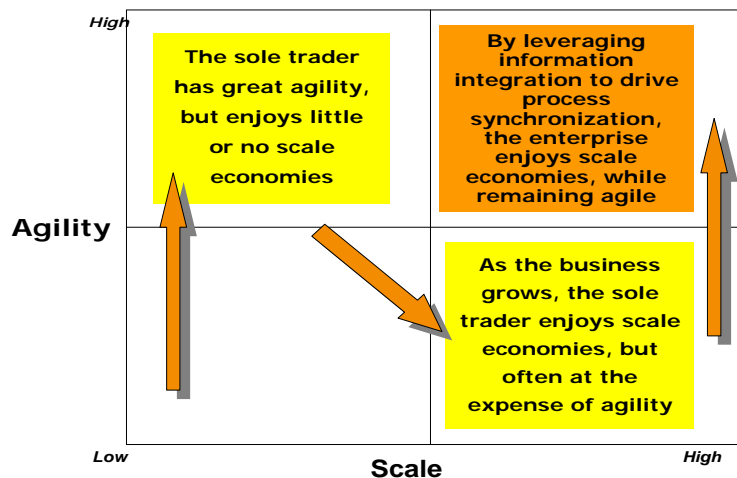 High
The sole trader
has great agility,
but enjoys little
or no scale
economies
By leveraging
information
integration to drive
process
synchronization,
the enterprise
enjoys scale
economies, while
remaining agile
Agility
As the business
grows, the sole
trader enjoys scale
economies, but
often at the
expense of agility
Low
Scale
High